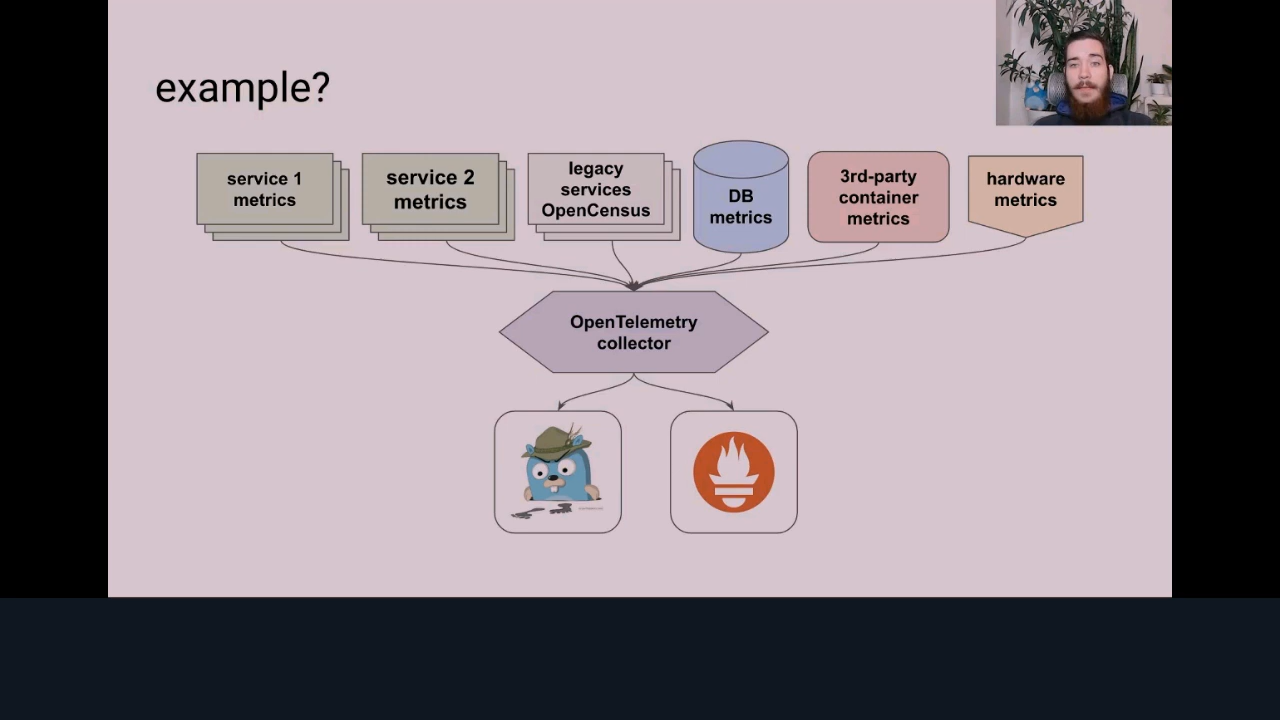 example?
service 1
metrics
service 2
metrics
legacy
services
OpenCensus
DB
metrics
3rd-party
container
metrics
hardware
metrics
OpenTelemetry
collector